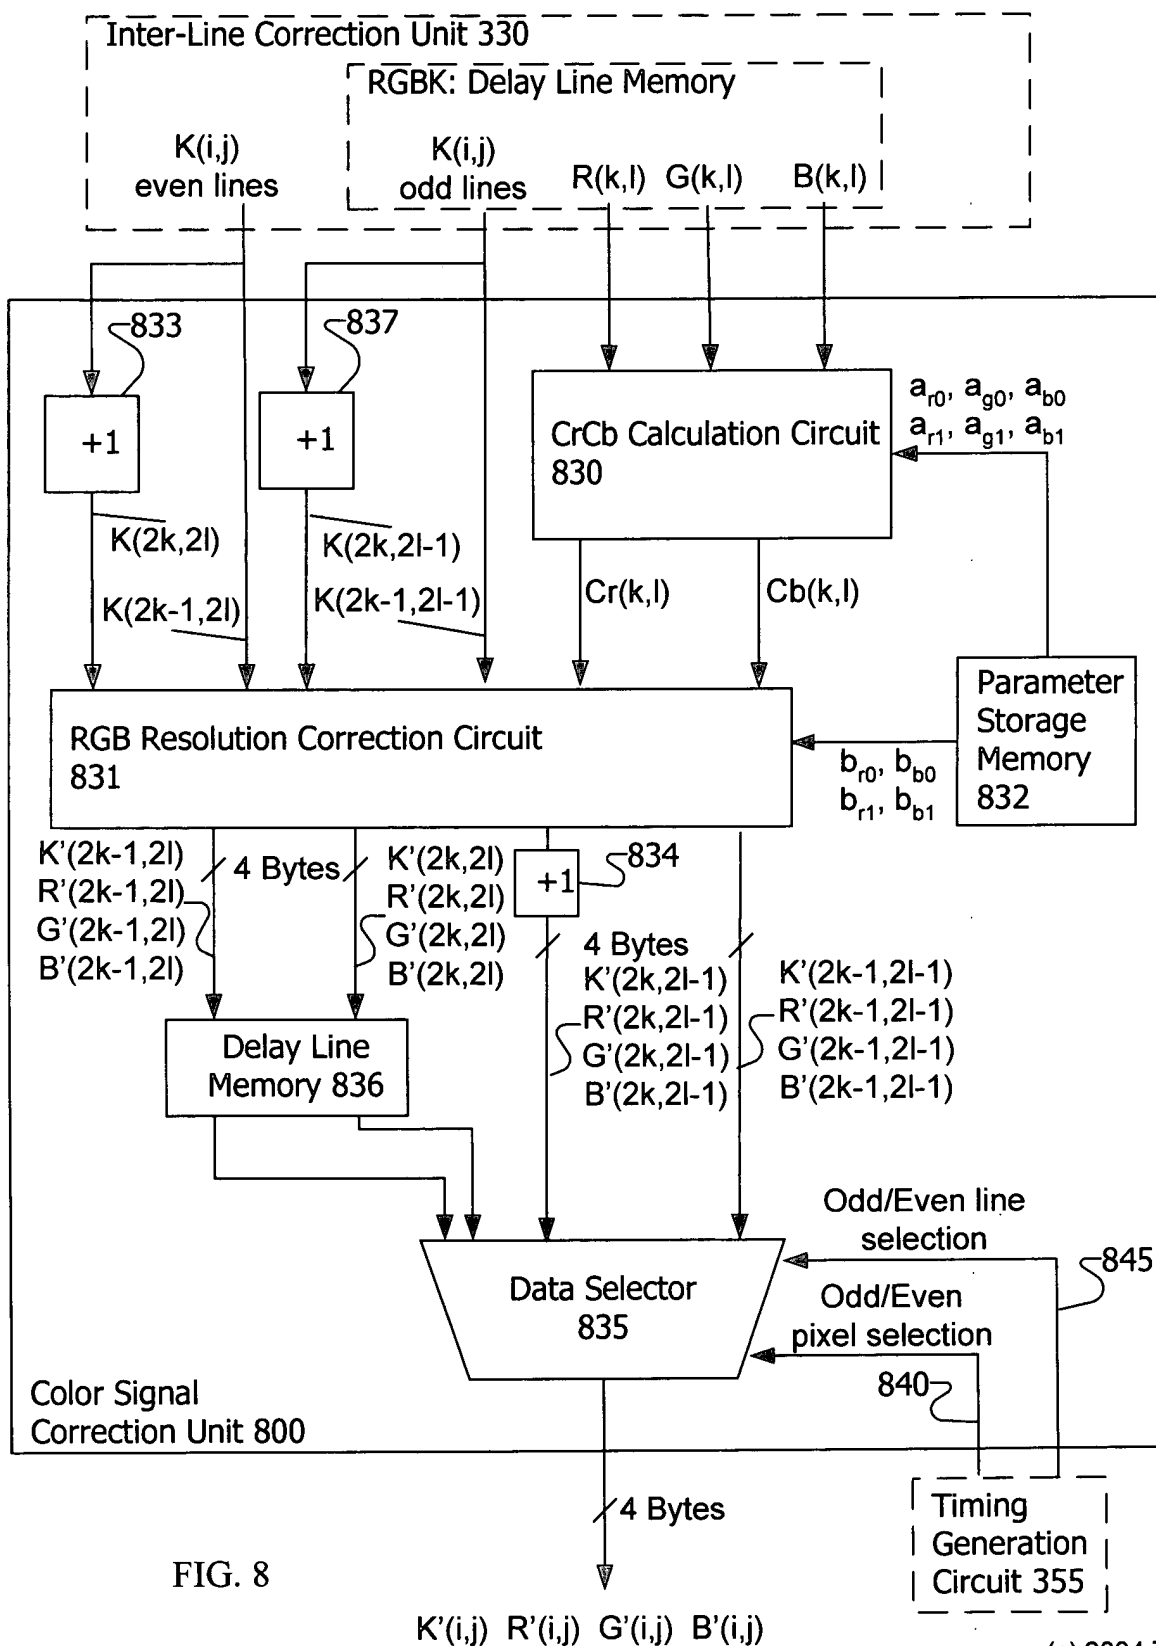 Inter-Line Correction Unit 330
RGBK: Delay Line Memory
K(i,j)
even lines
K(i,j)
odd lines
R(k,l) G(k,l) B(k,l)
833
837
+1
+1
CrCb Calculation Circuit
830
a_r0, a_g0, a_b0
a_r1, a_g1, a_b1
K(2k,2l)
K(2k-1,2l)
K(2k,2l-1)
K(2k-1,2l-1)
Cr(k,l)
Cb(k,l)
RGB Resolution Correction Circuit
831
b_r0, b_b0
b_r1, b_b1
Parameter
Storage
Memory
832
K'(2k-1,2l)
R'(2k-1,2l)
G'(2k-1,2l)
B'(2k-1,2l)
4 Bytes
K'(2k,2l)
R'(2k,2l)
G'(2k,2l)
B'(2k,2l)
+1
834
4 Bytes
K'(2k,2l-1)
R'(2k,2l-1)
G'(2k,2l-1)
B'(2k,2l-1)
K'(2k-1,2l-1)
R'(2k-1,2l-1)
G'(2k-1,2l-1)
B'(2k-1,2l-1)
Delay Line
Memory 836
Data Selector
835
Odd/Even line
selection
845
Odd/Even
pixel selection
840
Color Signal
Correction Unit 800
4 Bytes
Timing
Generation
Circuit 355
FIG. 8
K'(i,j) R'(i,j) G'(i,j) B'(i,j)